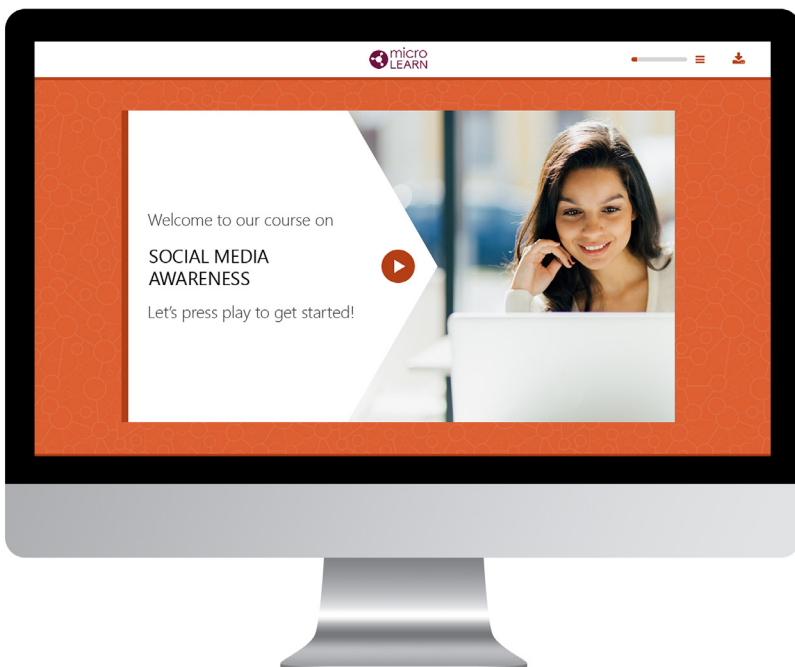 micro
LEARN
Welcome to our course on
SOCIAL MEDIA
AWARENESS
Let's press play to get started!